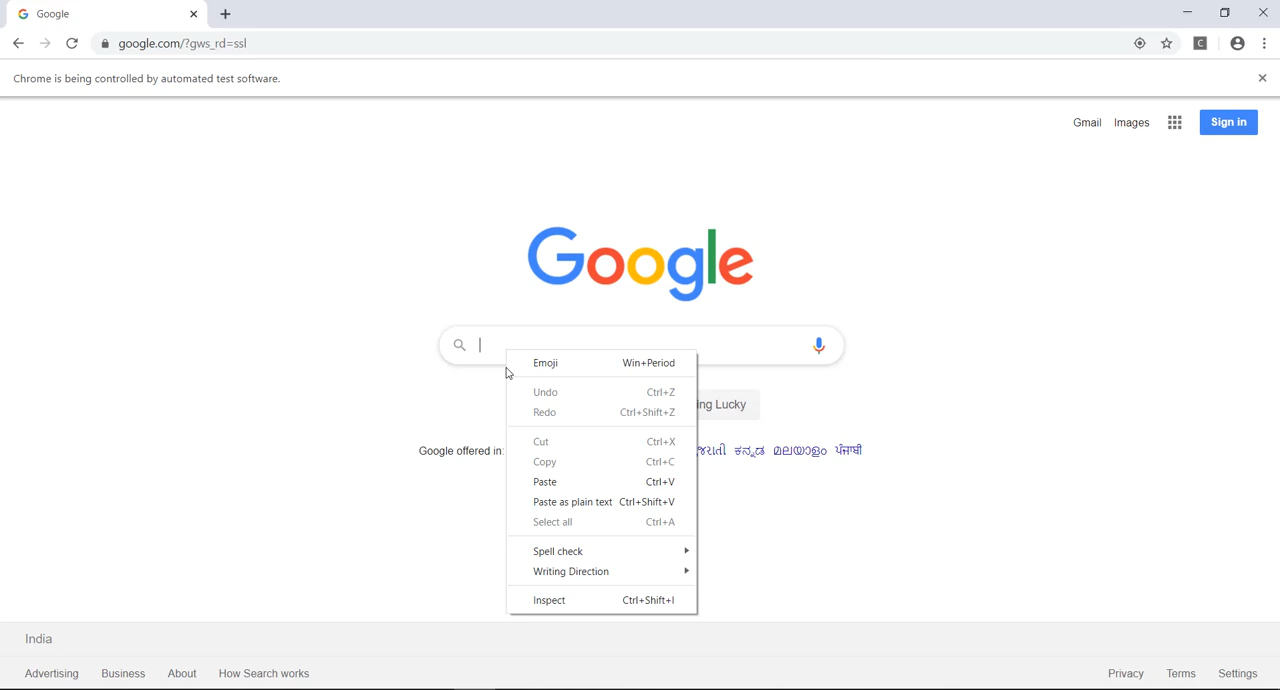 Google
google.com/?gws_rd=ssl
C
Chrome is being controlled by automated test software.
Gmail Images Sign in
Google
Emoji Win+Period
Undo Ctrl+Z
Redo Ctrl+Shift+Z
ing Lucky
Cut Ctrl+X
Google offered in: ಕನ್ನಡ മലയാളം ਪੰਜਾਬੀ
Copy Ctrl+C
Paste Ctrl+V
Paste as plain text Ctrl+Shift+V
Select all Ctrl+A
Spell check
Writing Direction
Inspect Ctrl+Shift+I
India
Advertising Business About How Search works Privacy Terms Settings